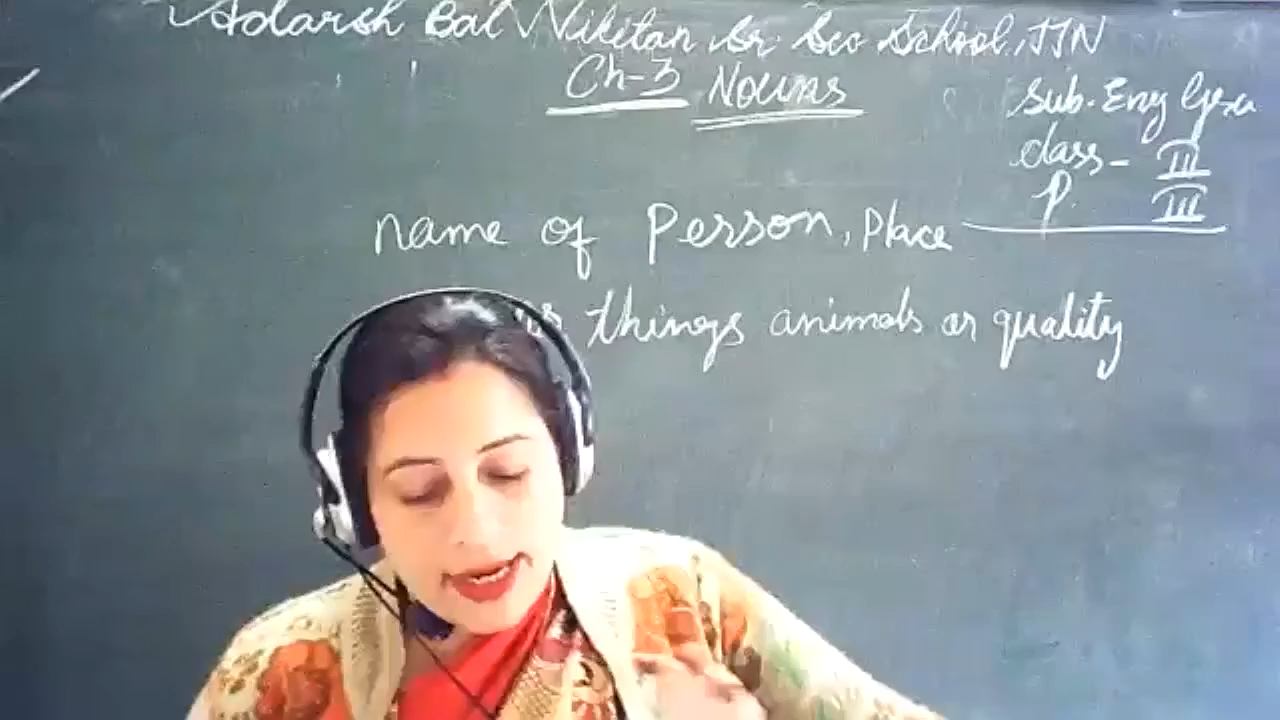 Adarsh Bal Nikitan Sr. Sec School, JJN
Ch-3 Nouns
Sub. Eng Gra
class - III
P. III
name of Person, Place
things animals or quality